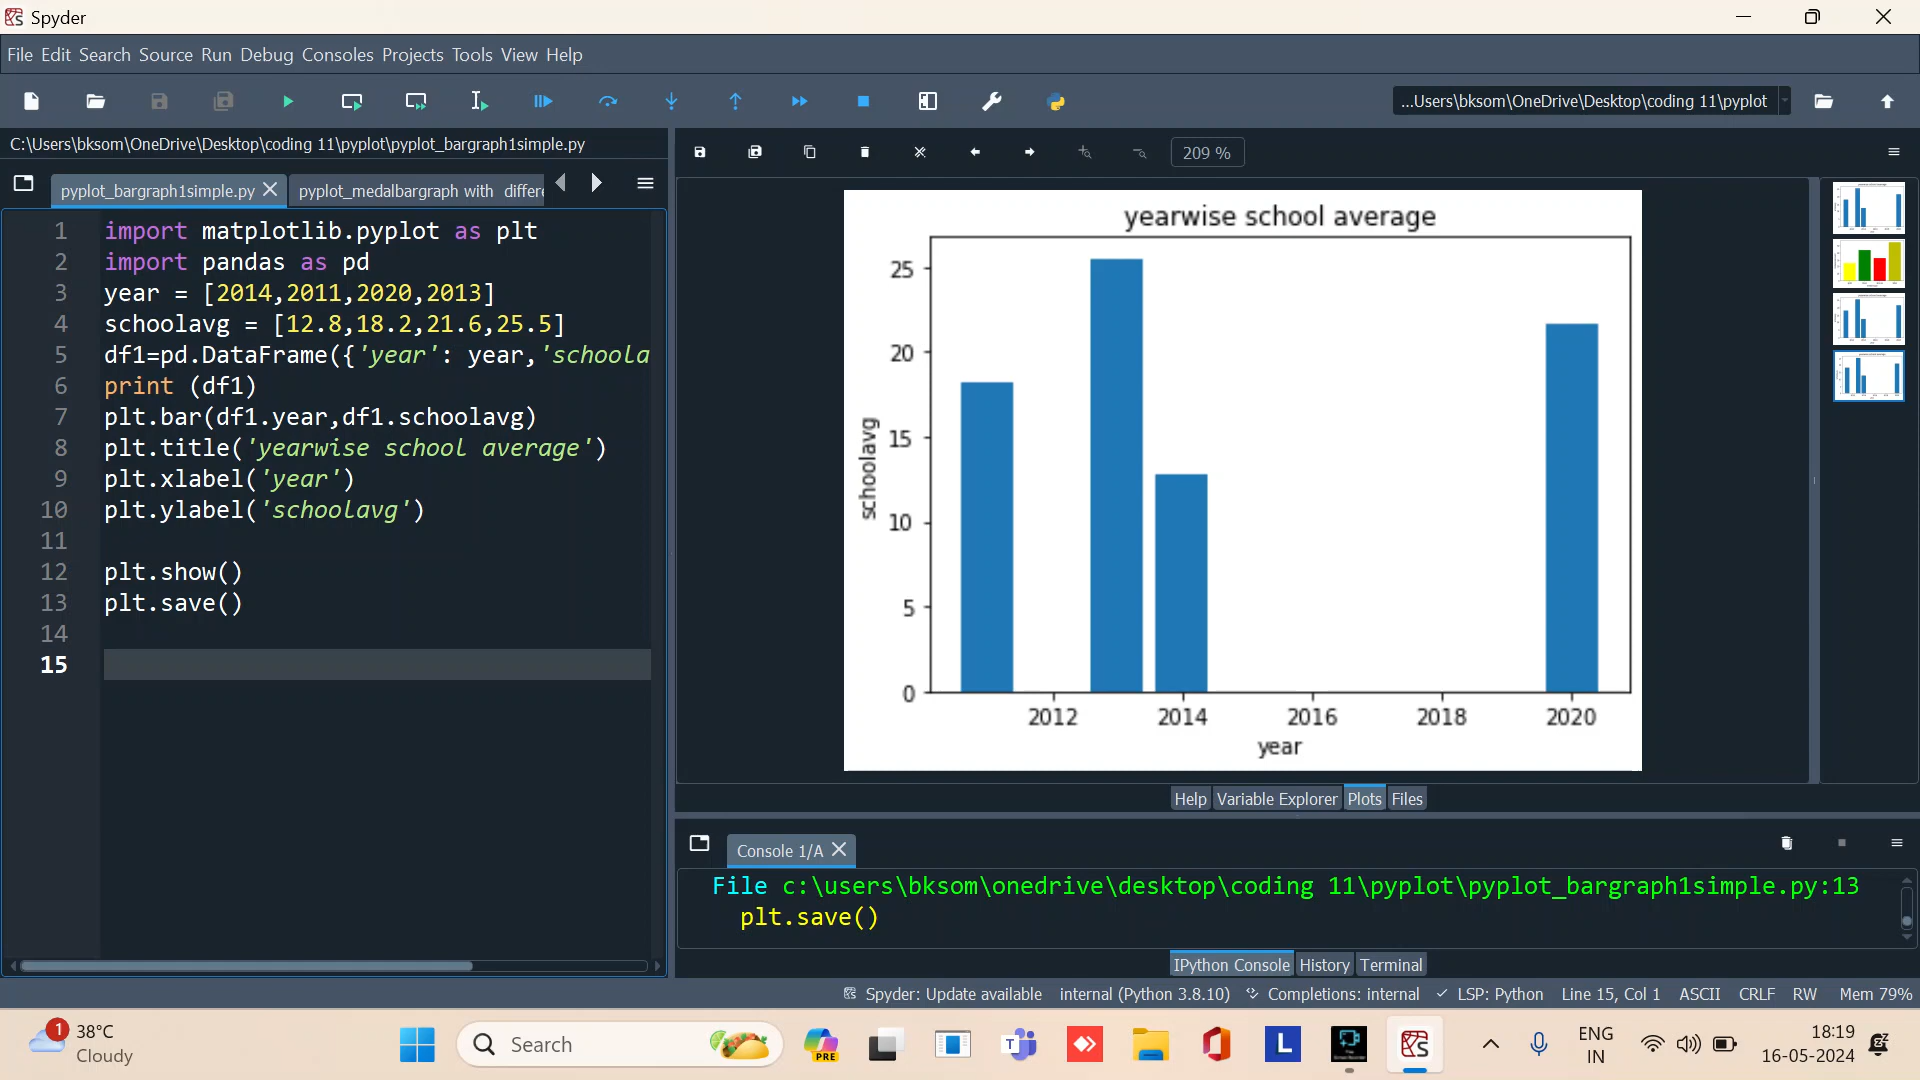 Spyder
File Edit Search Source Run Debug Consoles Projects Tools View Help
...Users\bksom\OneDrive\Desktop\coding 11\pyplot
C:\Users\bksom\OneDrive\Desktop\coding 11\pyplot\pyplot_bargraph1simple.py
pyplot_bargraph1simple.py
pyplot_medalbargraph with differe
1 import matplotlib.pyplot as plt
2 import pandas as pd
3 year = [2014,2011,2020,2013]
4 schoolavg = [12.8,18.2,21.6,25.5]
5 df1=pd.DataFrame({'year': year,'schoola
6 print (df1)
7 plt.bar(df1.year,df1.schoolavg)
8 plt.title('yearwise school average')
9 plt.xlabel('year')
10 plt.ylabel('schoolavg')
11
12 plt.show()
13 plt.save()
14
15
209 %
yearwise school average
25
20
15
10
5
0
schoolavg
2012 2014 2016 2018 2020
year
Help Variable Explorer Plots Files
Console 1/A
File c:\users\bksom\onedrive\desktop\coding 11\pyplot\pyplot_bargraph1simple.py:13
plt.save()
IPython Console History Terminal
Spyder: Update available internal (Python 3.8.10) Completions: internal LSP: Python Line 15, Col 1 ASCII CRLF RW Mem 79%
1
38°C
Cloudy
Search
PRE
T
L
ENG
IN
18:19
16-05-2024